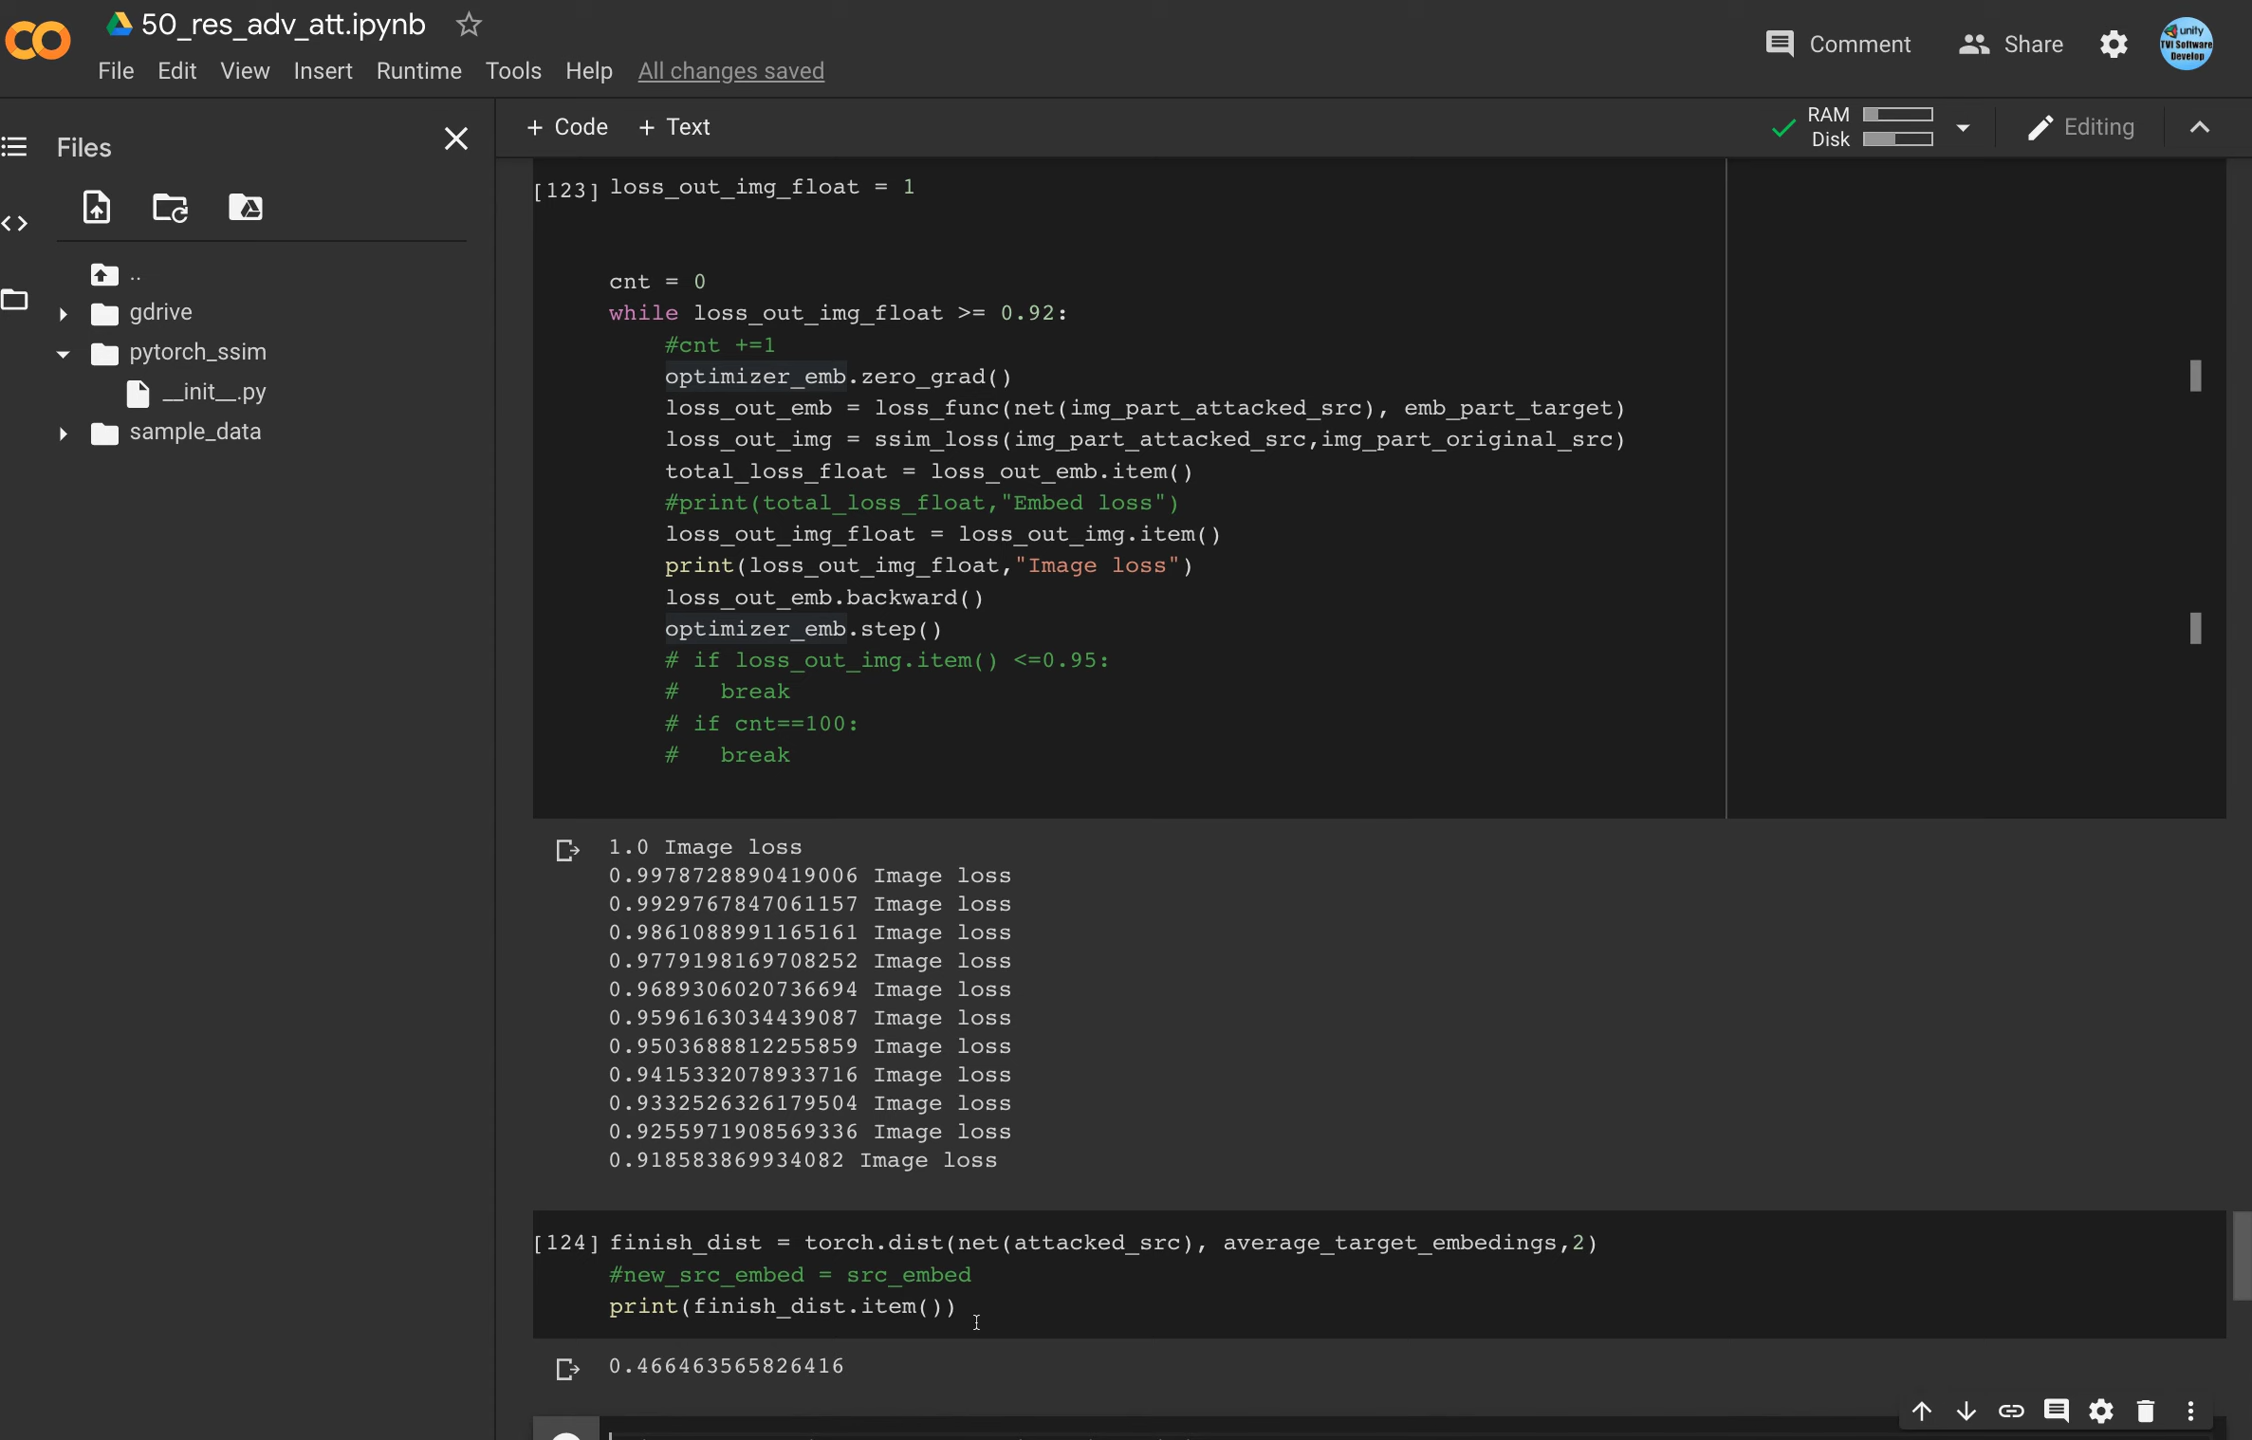 50_res_adv_att.ipynb
File Edit View Insert Runtime Tools Help All changes saved
Comment Share
unity
TVI Software
Develop
Files
..
gdrive
pytorch_ssim
__init__.py
sample_data
+ Code + Text
RAM
Disk
Editing
[123] loss_out_img_float = 1
cnt = 0
while loss_out_img_float >= 0.92:
#cnt +=1
optimizer_emb.zero_grad()
loss_out_emb = loss_func(net(img_part_attacked_src), emb_part_target)
loss_out_img = ssim_loss(img_part_attacked_src,img_part_original_src)
total_loss_float = loss_out_emb.item()
#print(total_loss_float,"Embed loss")
loss_out_img_float = loss_out_img.item()
print(loss_out_img_float,"Image loss")
loss_out_emb.backward()
optimizer_emb.step()
# if loss_out_img.item() <=0.95:
#   break
# if cnt==100:
#   break
1.0 Image loss
0.9978728890419006 Image loss
0.9929767847061157 Image loss
0.9861088991165161 Image loss
0.9779198169708252 Image loss
0.9689306020736694 Image loss
0.9596163034439087 Image loss
0.9503688812255859 Image loss
0.9415332078933716 Image loss
0.9332526326179504 Image loss
0.9255971908569336 Image loss
0.918583869934082 Image loss
[124] finish_dist = torch.dist(net(attacked_src), average_target_embedings,2)
#new_src_embed = src_embed
print(finish_dist.item())
0.466463565826416